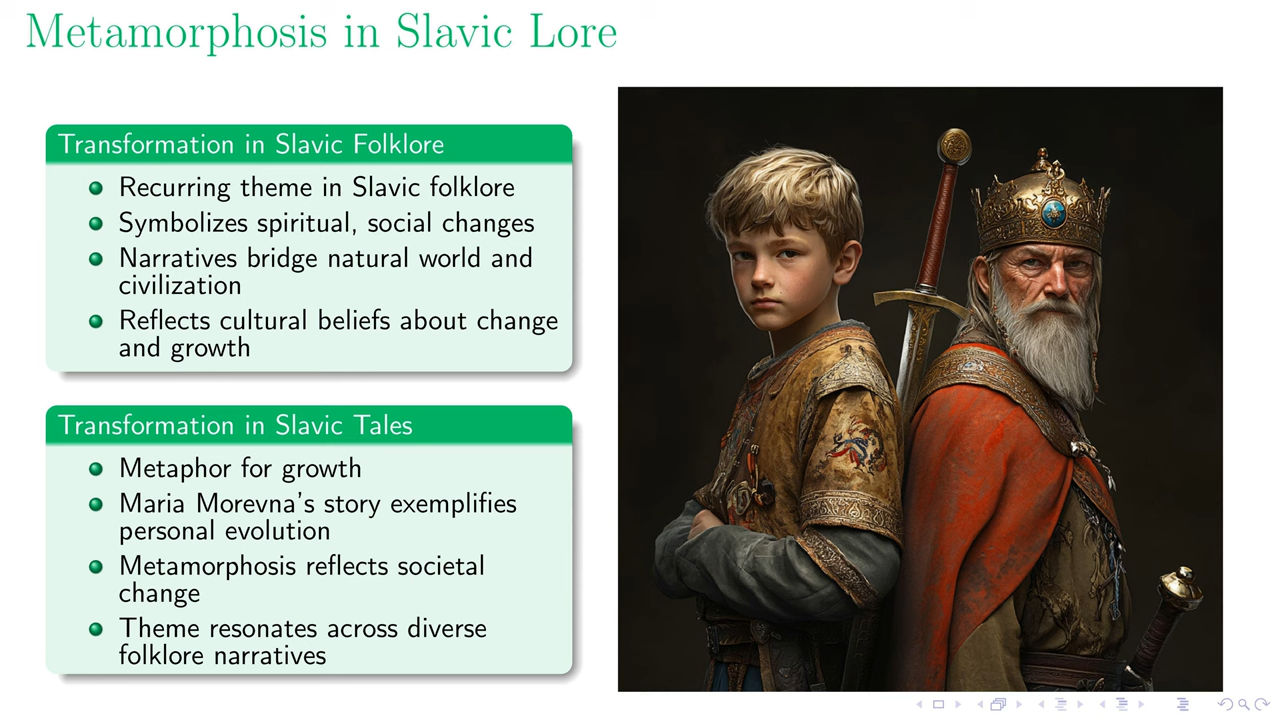 Metamorphosis in Slavic Lore
Transformation in Slavic Folklore
Recurring theme in Slavic folklore
Symbolizes spiritual, social changes
Narratives bridge natural world and
civilization
Reflects cultural beliefs about change
and growth
Transformation in Slavic Tales
Metaphor for growth
Maria Morevna's story exemplifies
personal evolution
Metamorphosis reflects societal
change
Theme resonates across diverse
folklore narratives